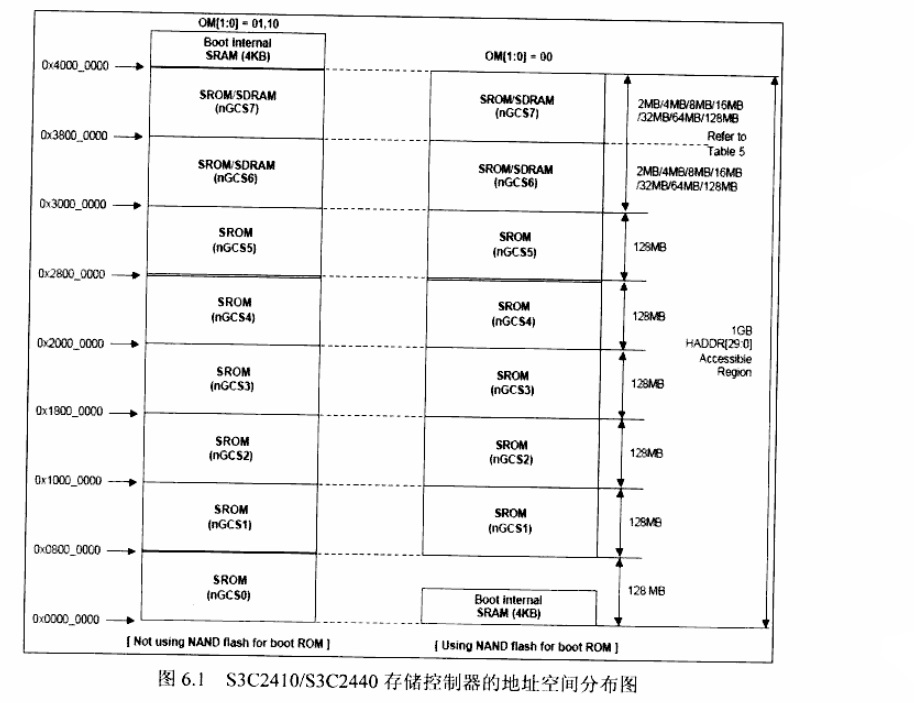 OM[1:0] = 01,10
Boot Internal
SRAM (4KB)
OM[1:0] = 00
0x4000_0000
SROM/SDRAM
(nGCS7)
SROM/SDRAM
(nGCS7)
2MB/4MB/8MB/16MB
/32MB/64MB/128MB
Refer to
Table 5
0x3800_0000
SROM/SDRAM
(nGCS6)
SROM/SDRAM
(nGCS6)
2MB/4MB/8MB/16MB
/32MB/64MB/128MB
0x3000_0000
SROM
(nGCS5)
SROM
(nGCS5)
128MB
0x2800_0000
SROM
(nGCS4)
SROM
(nGCS4)
128MB
1GB
HADDR[29:0]
Accessible
Region
0x2000_0000
SROM
(nGCS3)
SROM
(nGCS3)
128MB
0x1800_0000
SROM
(nGCS2)
SROM
(nGCS2)
128MB
0x1000_0000
SROM
(nGCS1)
SROM
(nGCS1)
128MB
0x0800_0000
SROM
(nGCS0)
Boot Internal
SRAM (4KB)
128 MB
0x0000_0000
[ Not using NAND flash for boot ROM ]
[ Using NAND flash for boot ROM ]
图 6.1 S3C2410/S3C2440 存储控制器的地址空间分布图